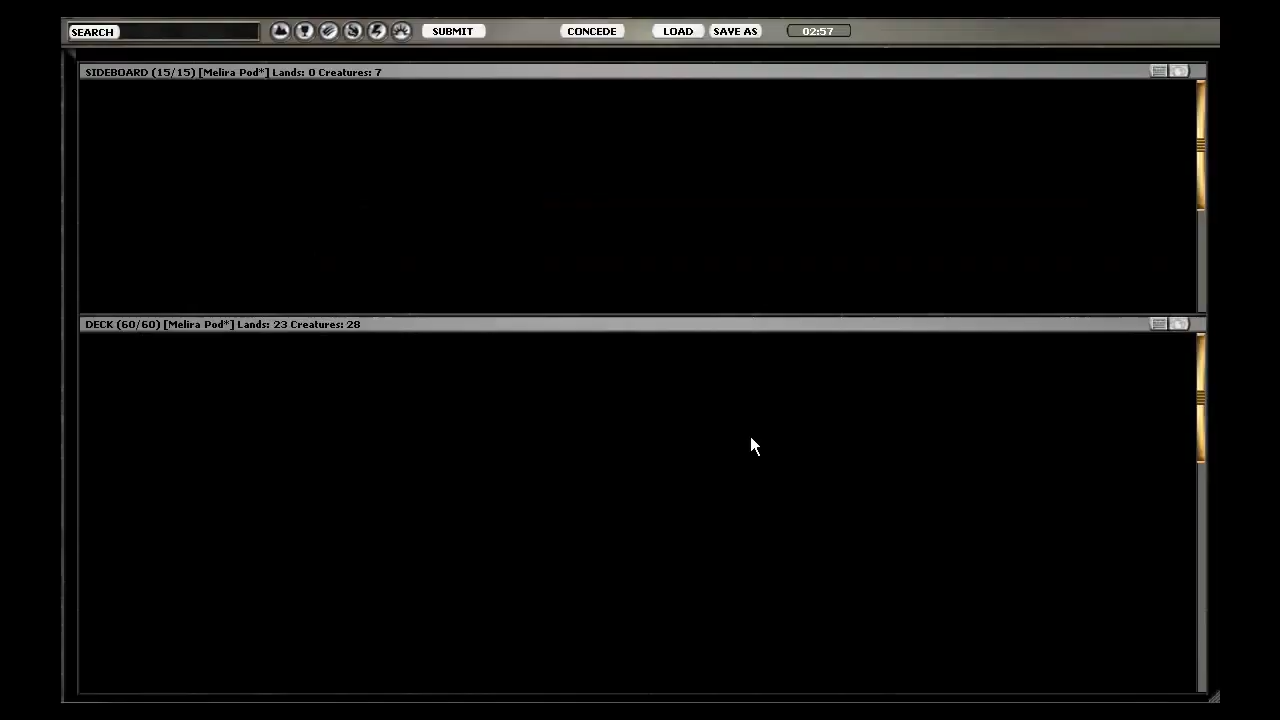 SEARCH SUBMIT CONCEDE LOAD SAVE AS 02:57
SIDEBOARD (15/15) [Melira Pod*] Lands: 0 Creatures: 7
DECK (60/60) [Melira Pod*] Lands: 23 Creatures: 28